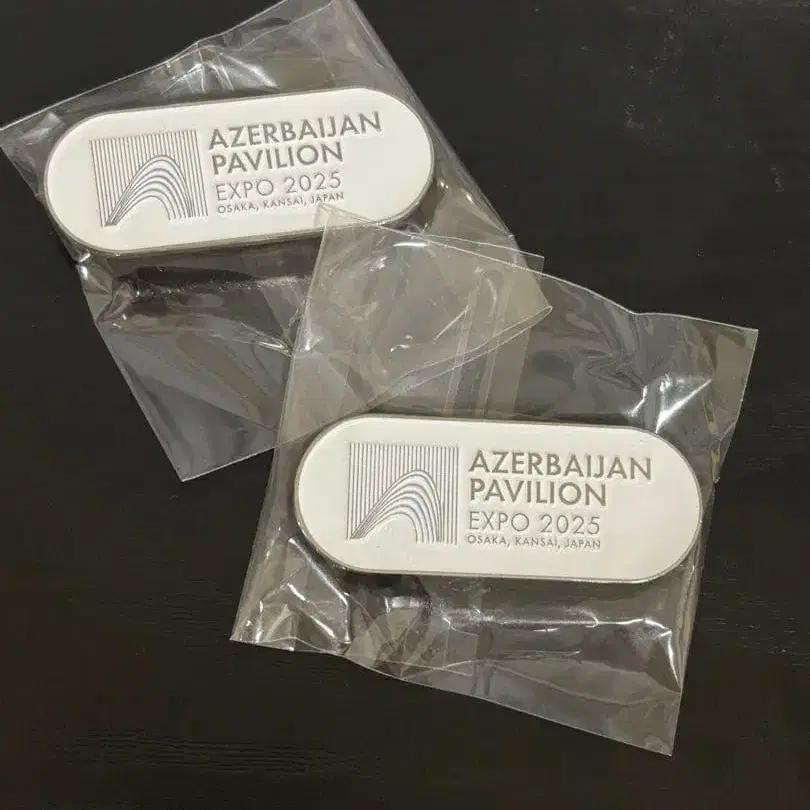 AZERBAIJAN
PAVILION
EXPO 2025
OSAKA, KANSAI, JAPAN
AZERBAIJAN
PAVILION
EXPO 2025
OSAKA, KANSAI, JAPAN